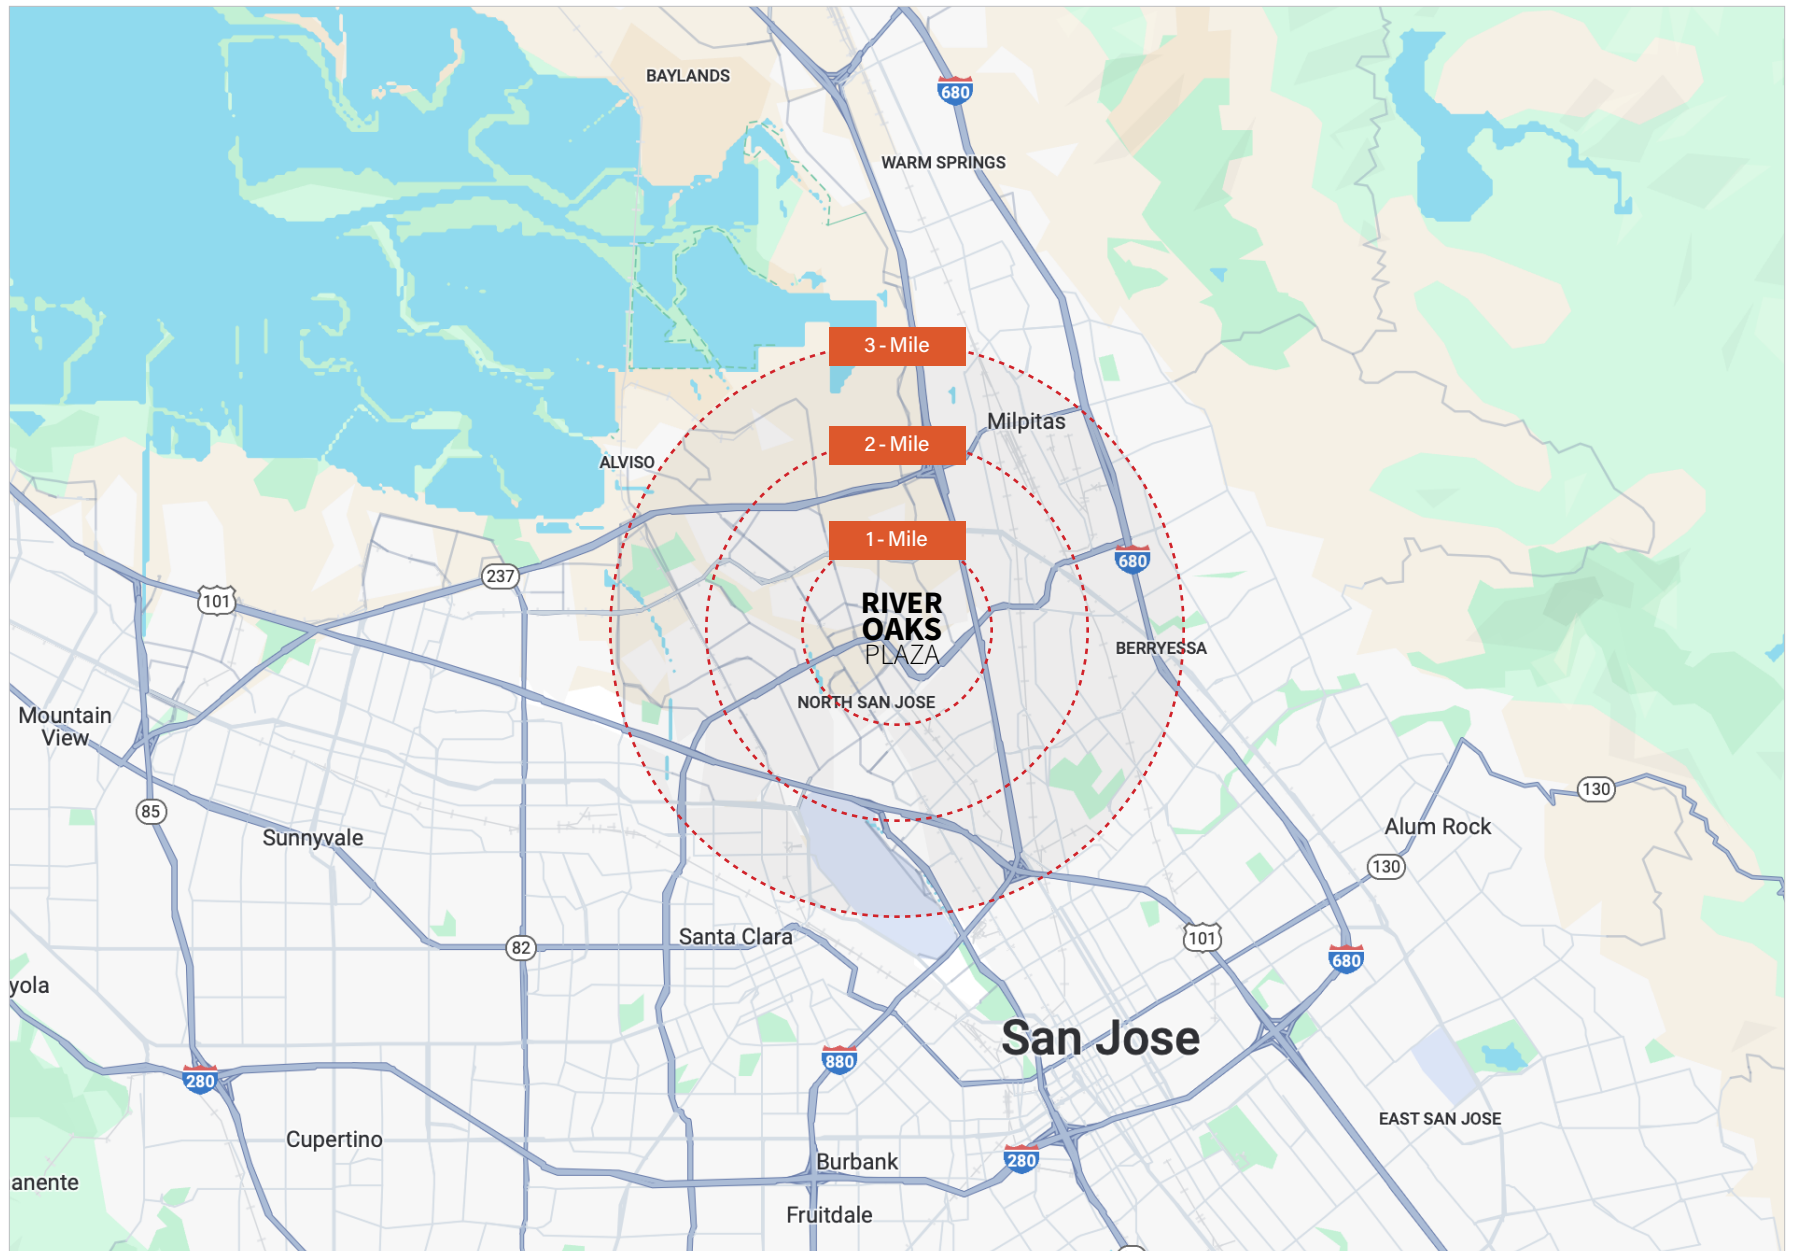 BAYLANDS
680
WARM SPRINGS
3 - Mile
Milpitas
2 - Mile
ALVISO
1 - Mile
680
237
101
RIVER
OAKS
PLAZA
BERRYESSA
NORTH SAN JOSE
Mountain
View
130
85
Alum Rock
Sunnyvale
130
Santa Clara
101
82
680
yola
San Jose
880
280
EAST SAN JOSE
Cupertino
280
Burbank
anente
Fruitdale